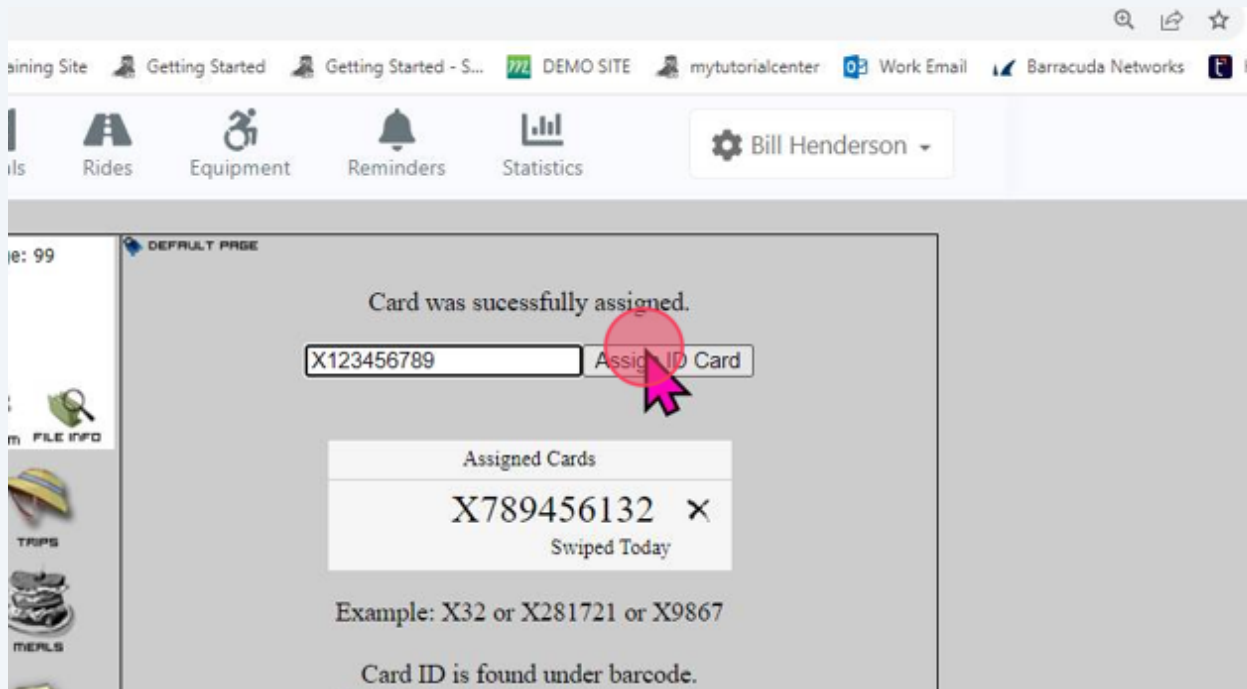 aining Site Getting Started Getting Started - S... DEMO SITE mytutorialcenter Work Email Barracuda Networks
ls Rides Equipment Reminders Statistics Bill Henderson
e: 99 DEFAULT PAGE
Card was sucessfully assigned.
X123456789 Assign ID Card
m FILE INFO
Assigned Cards
X789456132 X
Swiped Today
TRIPS
Example: X32 or X281721 or X9867
MEALS
Card ID is found under barcode.